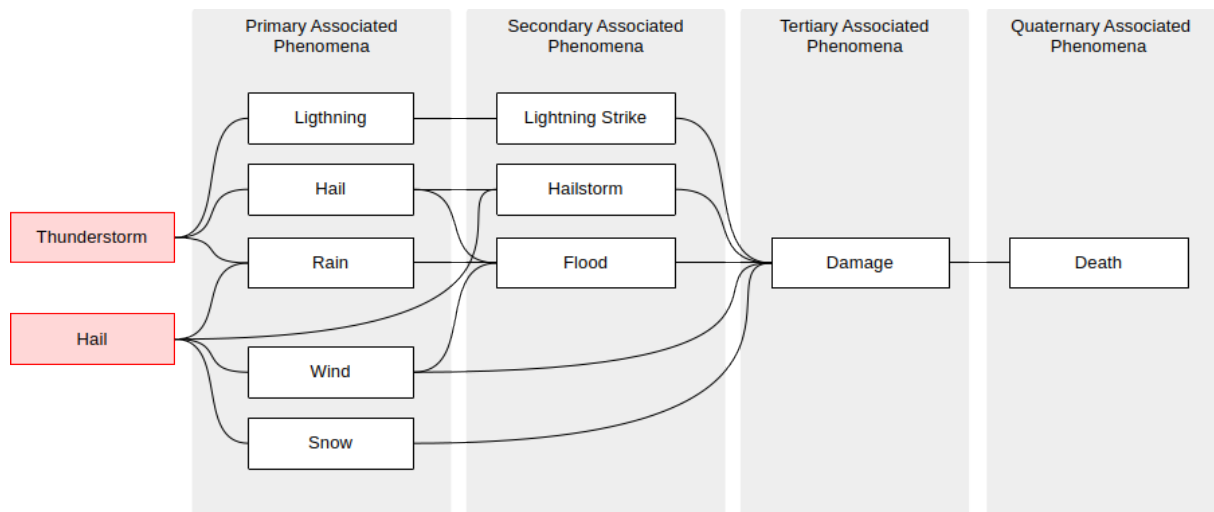 Primary Associated
Phenomena
Secondary Associated
Phenomena
Tertiary Associated
Phenomena
Quaternary Associated
Phenomena
Ligthning
Lightning Strike
Hail
Hailstorm
Thunderstorm
Rain
Flood
Damage
Death
Hail
Wind
Snow